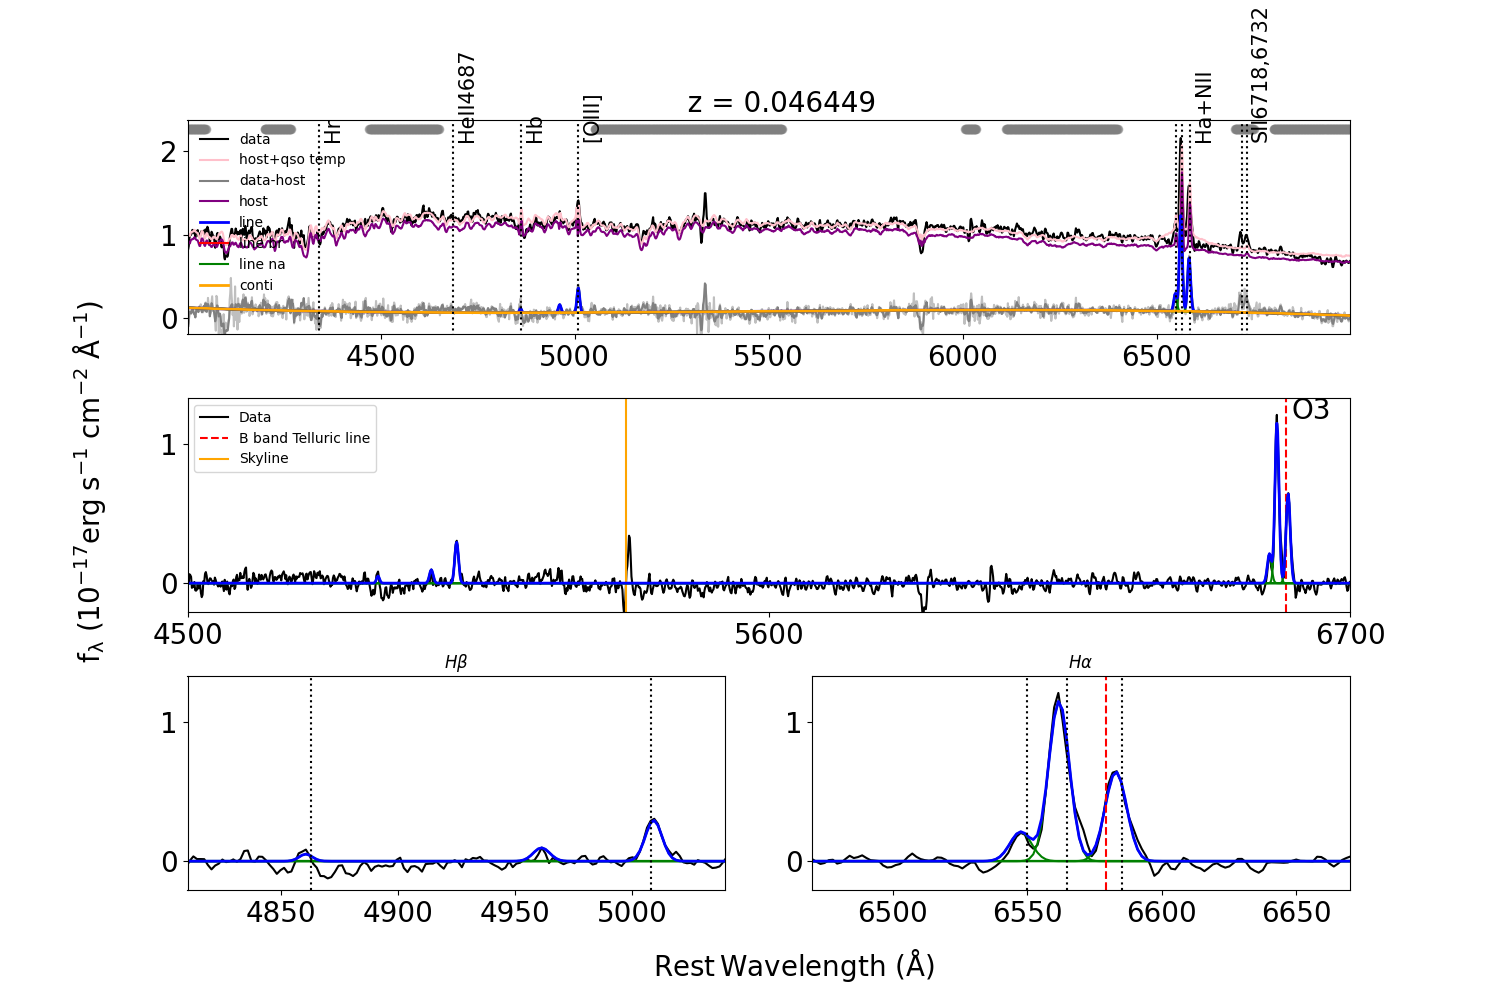 z = 0.046449
Hr
HeII4687
Hb
[OIII]
Ha+NII
SII6718,6732
data
host+qso temp
data-host
host
line
line br
line na
conti
2
1
0
4500
5000
5500
6000
6500
Data
B band Telluric line
Skyline
O3
1
0
4500
5600
6700
fλ (10⁻¹⁷erg s⁻¹ cm⁻² Å⁻¹)
Hβ
1
0
4850
4900
4950
5000
Hα
1
0
6500
6550
6600
6650
Rest Wavelength (Å)